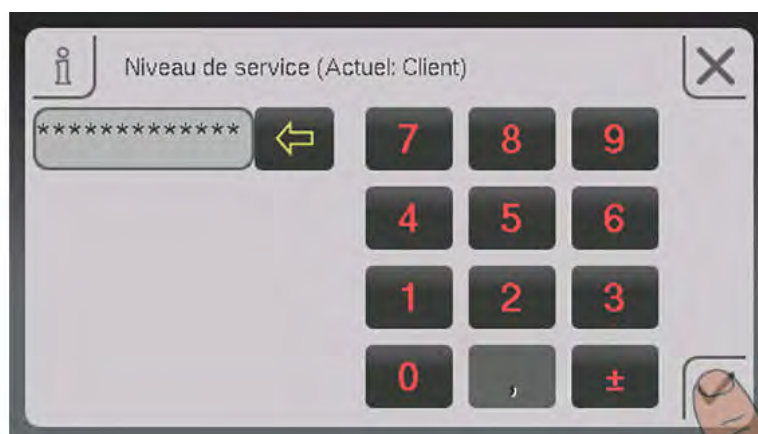 Niveau de service (Actuel: Client)
*************
7 8 9
4 5 6
1 2 3
0 , ±